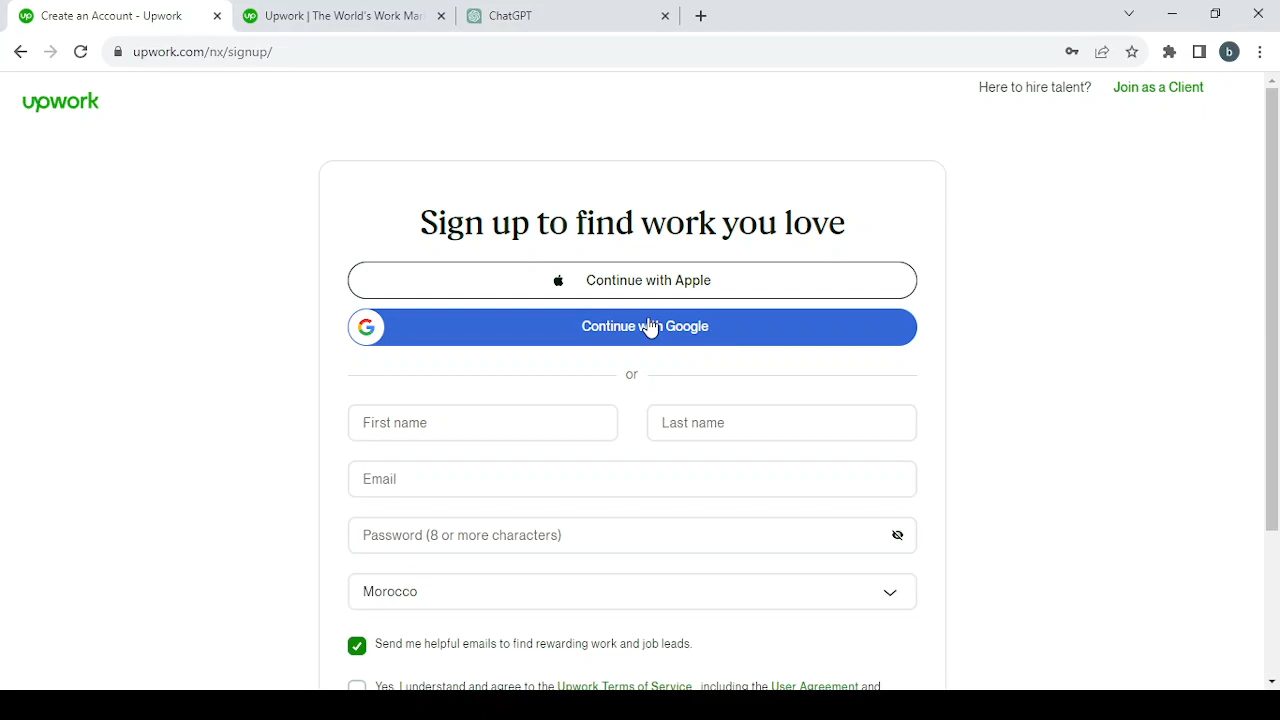 Create an Account - Upwork
Upwork | The World's Work Mar
ChatGPT
upwork.com/nx/signup/
b
upwork
Here to hire talent? Join as a Client
Sign up to find work you love
Continue with Apple
Continue with Google
or
First name
Last name
Email
Password (8 or more characters)
Morocco
Send me helpful emails to find rewarding work and job leads.
Yes, I understand and agree to the Upwork Terms of Service, including the User Agreement and